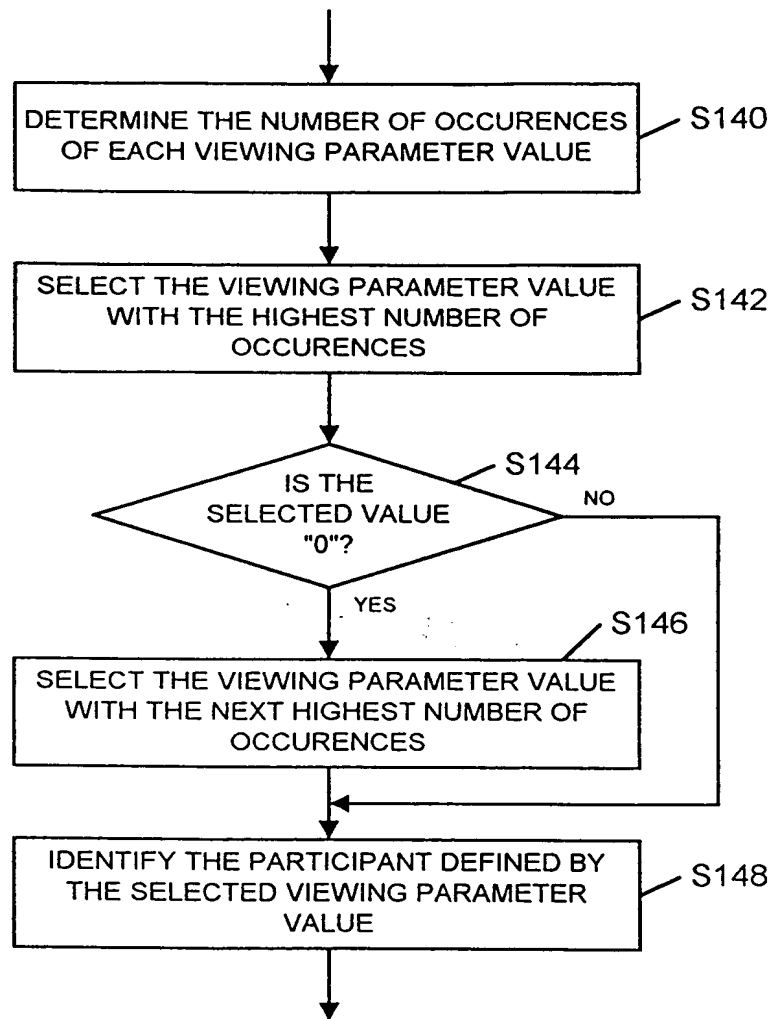 DETERMINE THE NUMBER OF OCCURENCES
OF EACH VIEWING PARAMETER VALUE
S140
SELECT THE VIEWING PARAMETER VALUE
WITH THE HIGHEST NUMBER OF
OCCURENCES
S142
S144
IS THE
SELECTED VALUE
"0"?
NO
YES
S146
SELECT THE VIEWING PARAMETER VALUE
WITH THE NEXT HIGHEST NUMBER OF
OCCURENCES
IDENTIFY THE PARTICIPANT DEFINED BY
THE SELECTED VIEWING PARAMETER
VALUE
S148